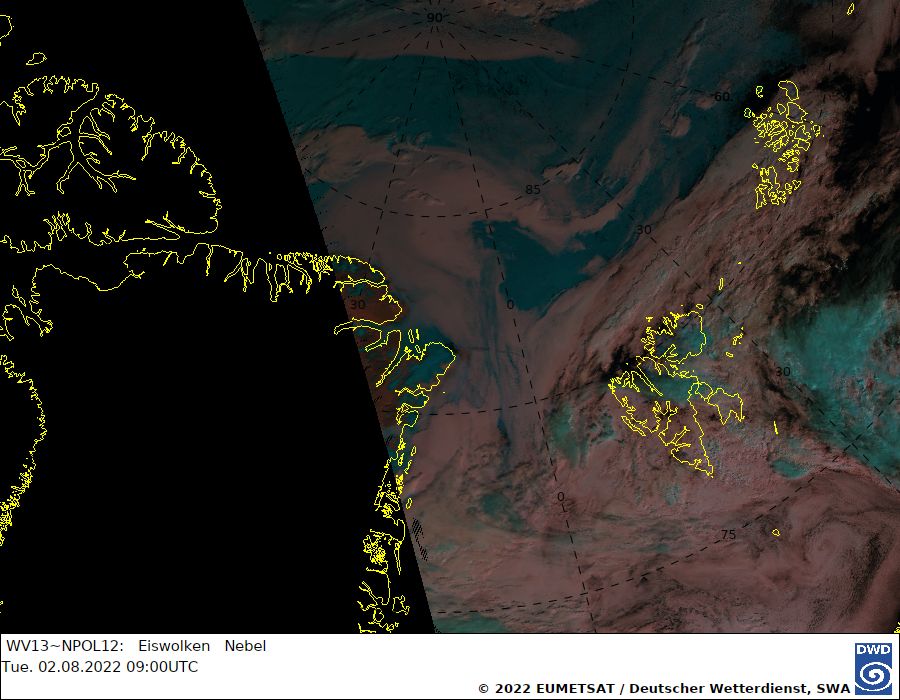 90
60
85
30
30
0
30
0
75
WV13~NPOL12: Eiswolken Nebel
Tue. 02.08.2022 09:00UTC
DWD
© 2022 EUMETSAT / Deutscher Wetterdienst, SWA